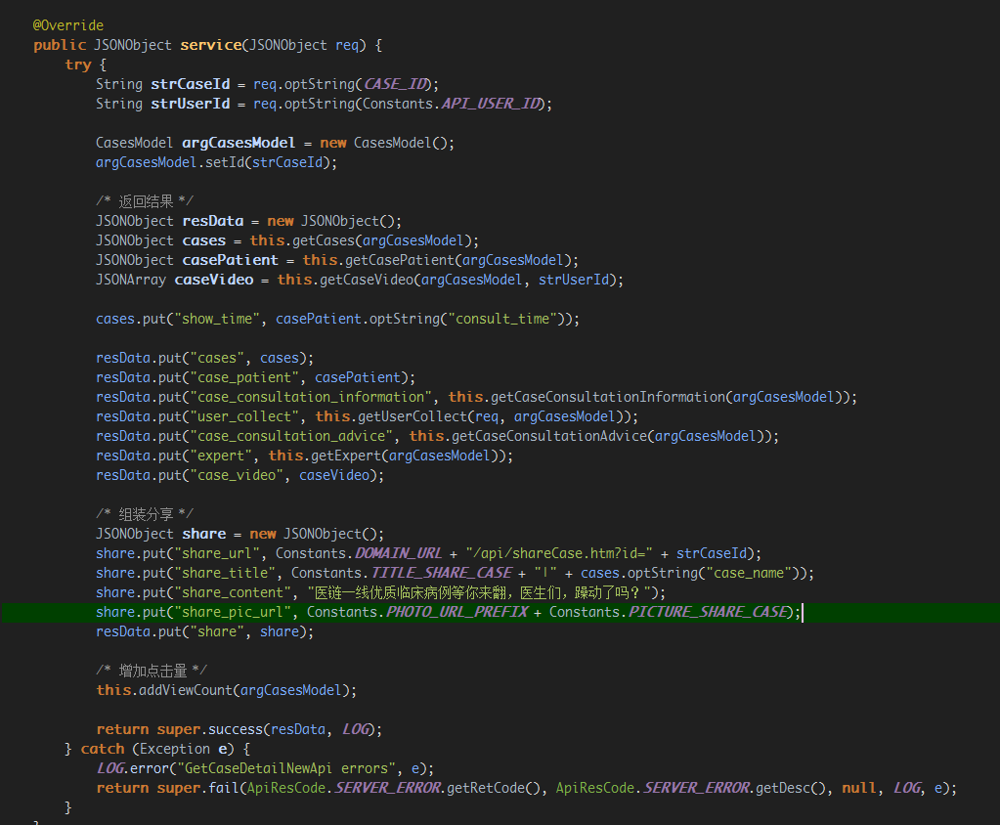 @Override
public JSONObject service(JSONObject req) {
try {
String strCaseId = req.optString(CASE_ID);
String strUserId = req.optString(Constants.API_USER_ID);
CasesModel argCasesModel = new CasesModel();
argCasesModel.setId(strCaseId);
/* 返回结果 */
JSONObject resData = new JSONObject();
JSONObject cases = this.getCases(argCasesModel);
JSONObject casePatient = this.getCasePatient(argCasesModel);
JSONArray caseVideo = this.getCaseVideo(argCasesModel, strUserId);
cases.put("show_time", casePatient.optString("consult_time"));
resData.put("cases", cases);
resData.put("case_patient", casePatient);
resData.put("case_consultation_information", this.getCaseConsultationInformation(argCasesModel));
resData.put("user_collect", this.getUserCollect(req, argCasesModel));
resData.put("case_consultation_advice", this.getCaseConsultationAdvice(argCasesModel));
resData.put("expert", this.getExpert(argCasesModel));
resData.put("case_video", caseVideo);
/* 组装分享 */
JSONObject share = new JSONObject();
share.put("share_url", Constants.DOMAIN_URL + "/api/shareCase.htm?id=" + strCaseId);
share.put("share_title", Constants.TITLE_SHARE_CASE + "|" + cases.optString("case_name"));
share.put("share_content", "医链一线优质临床病例等你来翻，医生们，躁动了吗？");
share.put("share_pic_url", Constants.PHOTO_URL_PREFIX + Constants.PICTURE_SHARE_CASE);
resData.put("share", share);
/* 增加点击量 */
this.addViewCount(argCasesModel);
return super.success(resData, LOG);
} catch (Exception e) {
LOG.error("GetCaseDetailNewApi errors", e);
return super.fail(ApiResCode.SERVER_ERROR.getRetCode(), ApiResCode.SERVER_ERROR.getDesc(), null, LOG, e);
}